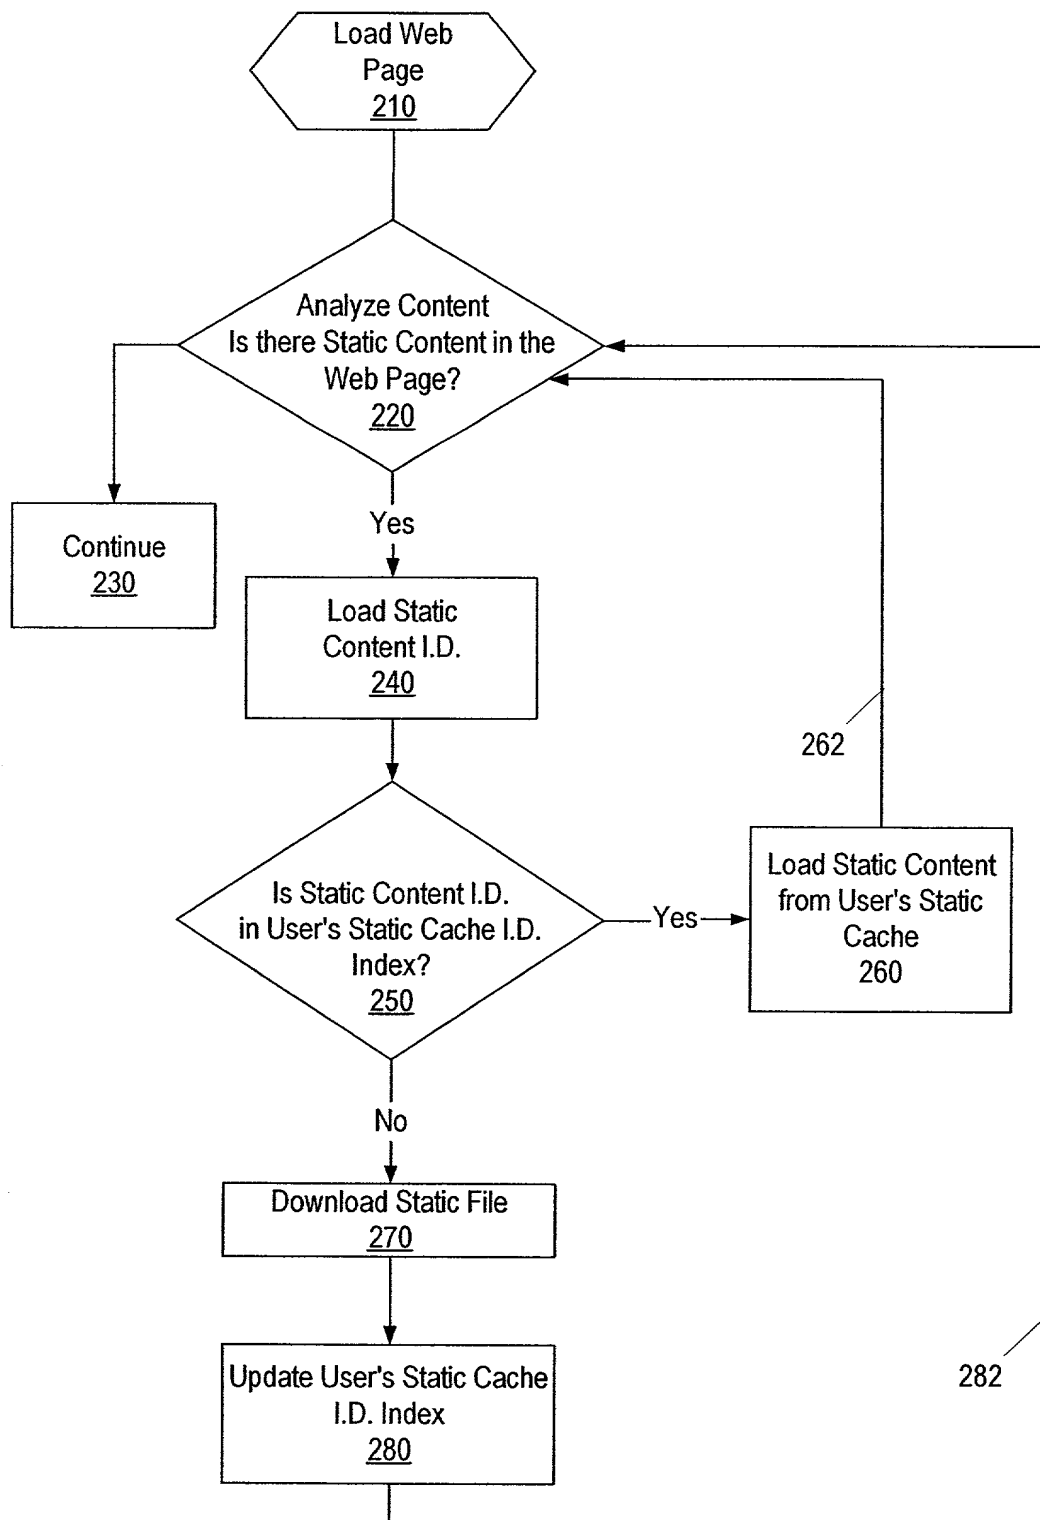 Load Web
Page
210
Analyze Content
Is there Static Content in the
Web Page?
220
Yes
Continue
230
Load Static
Content I.D.
240
262
Is Static Content I.D.
in User's Static Cache I.D.
Index?
250
Yes
Load Static Content
from User's Static
Cache
260
No
Download Static File
270
Update User's Static Cache
I.D. Index
280
282